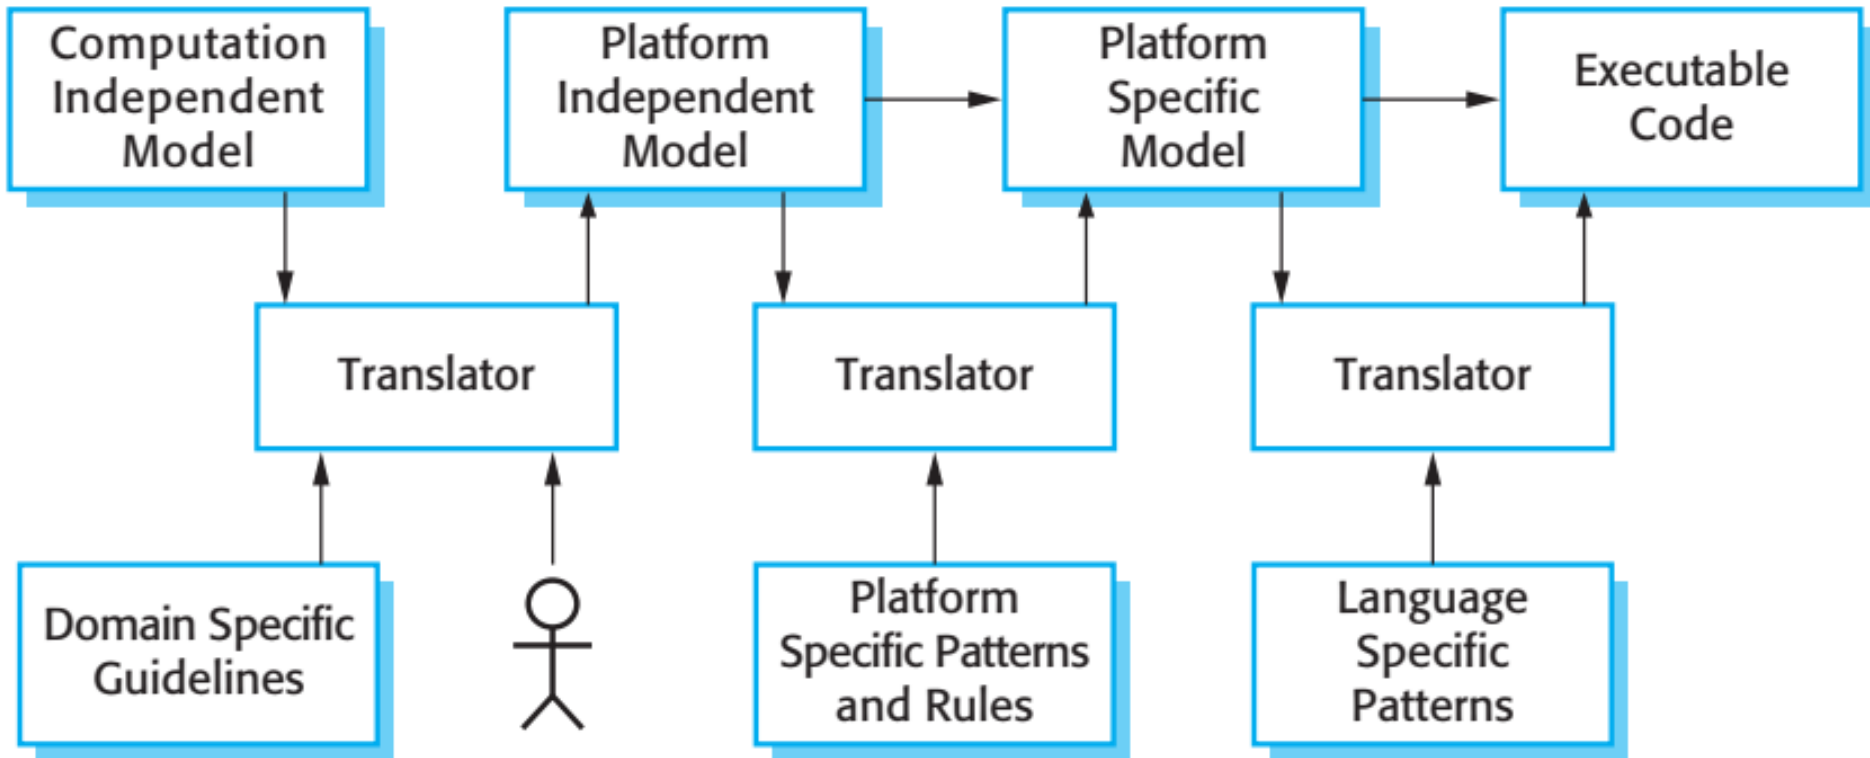 Computation
Independent
Model
Platform
Independent
Model
Platform
Specific
Model
Executable
Code
Translator
Translator
Translator
Domain Specific
Guidelines
Platform
Specific Patterns
and Rules
Language
Specific
Patterns